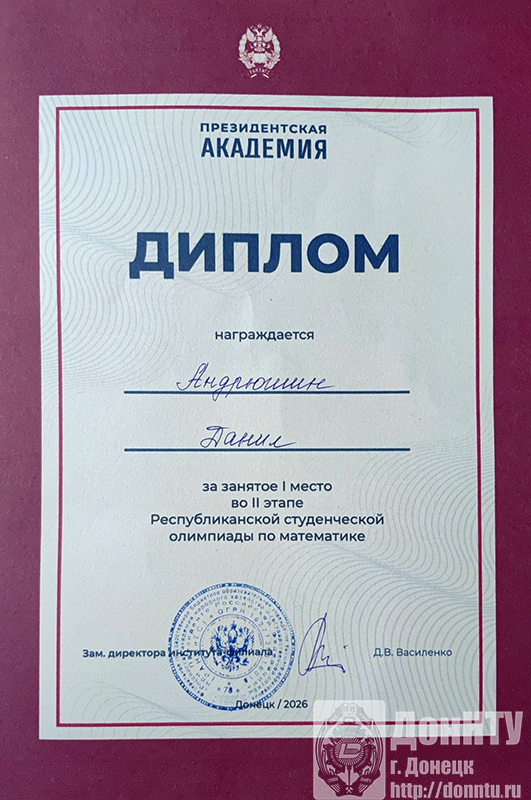 ПРЕЗИДЕНТСКАЯ
АКАДЕМИЯ
ДИПЛОМ
награждается
Андрюшин
Данил
за занятое I место
во II этапе
Республиканской студенческой
олимпиады по математике
Зам. директора института-филиала
Д.В. Василенко
Донецк / 2026
ДонНТУ
г. Донецк
http://donntu.ru